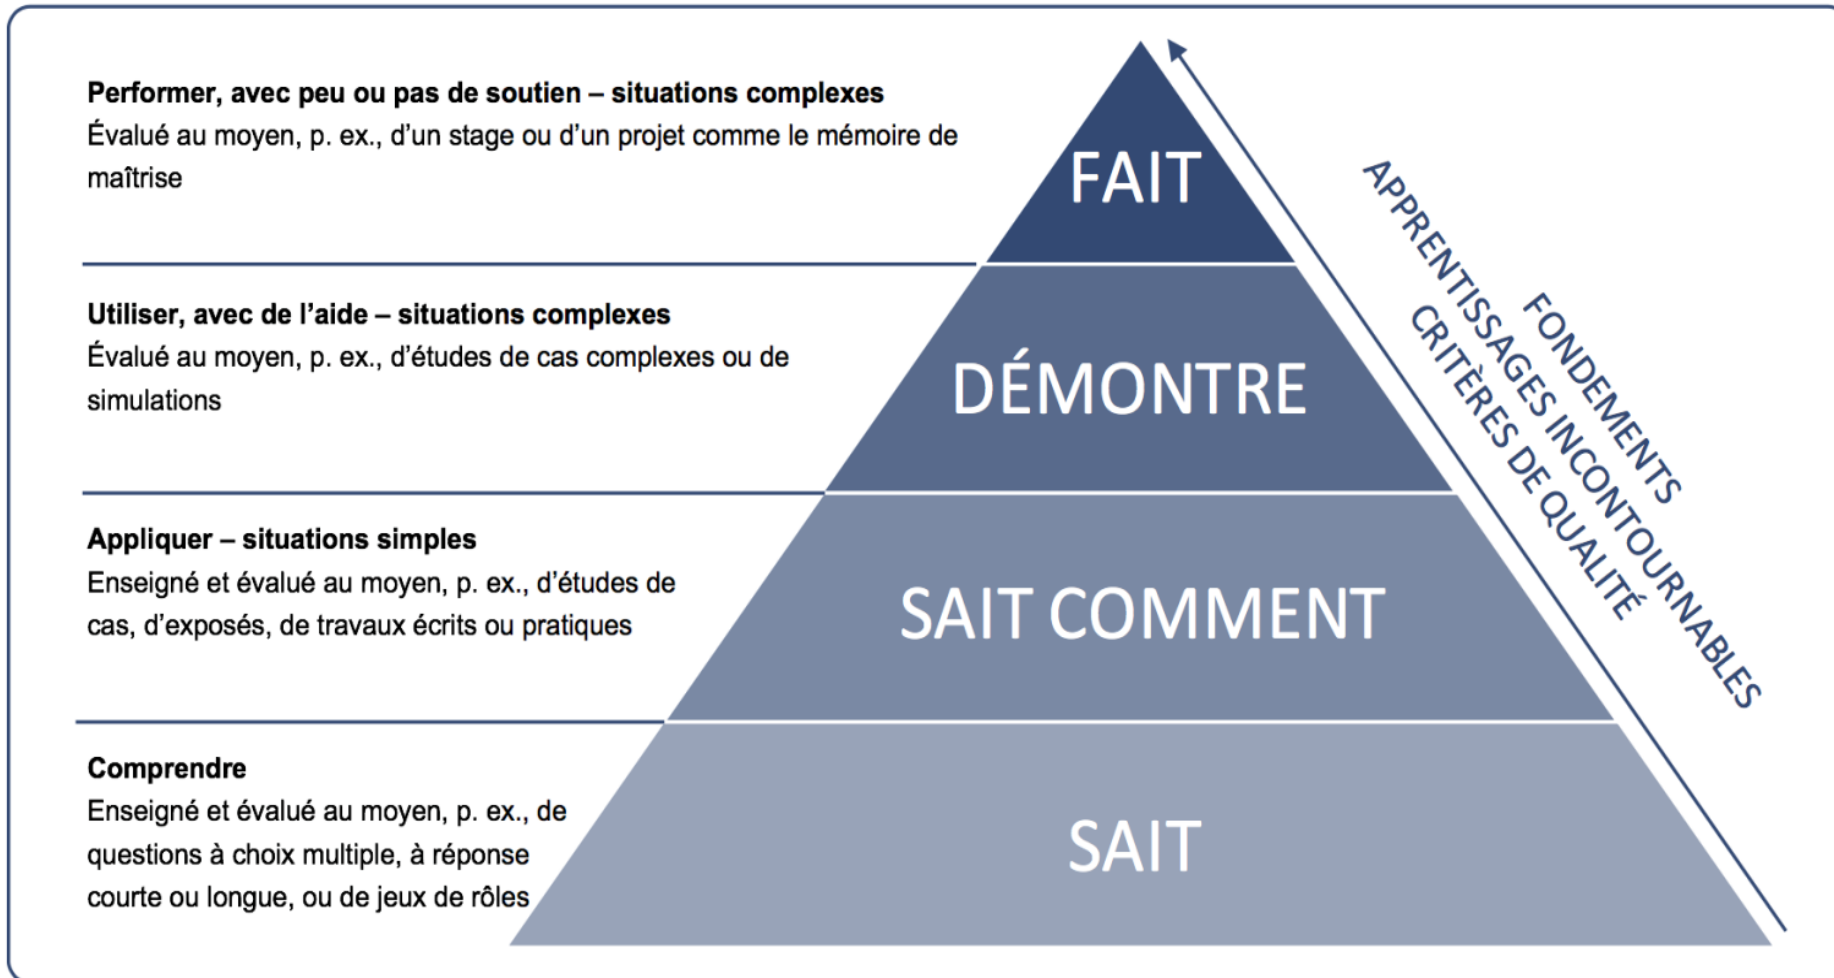 Performer, avec peu ou pas de soutien – situations complexes
Évalué au moyen, p. ex., d’un stage ou d’un projet comme le mémoire de
maîtrise
FAIT
Utiliser, avec de l’aide – situations complexes
Évalué au moyen, p. ex., d’études de cas complexes ou de
simulations
DÉMONTRE
Appliquer – situations simples
Enseigné et évalué au moyen, p. ex., d’études de
cas, d’exposés, de travaux écrits ou pratiques
SAIT COMMENT
Comprendre
Enseigné et évalué au moyen, p. ex., de
questions à choix multiple, à réponse
courte ou longue, ou de jeux de rôles
SAIT
FONDEMENTS
APPRENTISSAGES INCONTOURNABLES
CRITÈRES DE QUALITÉ